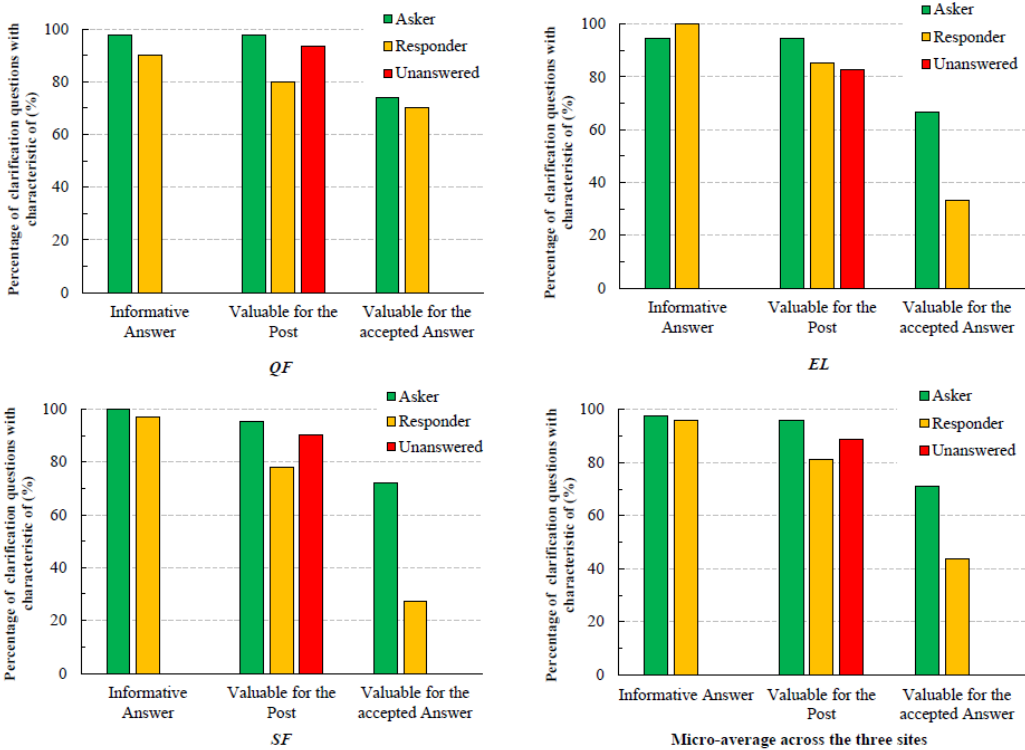 Percentage of clarification questions with
characteristic of (%)
100
80
60
40
20
0
Asker
Responder
Unanswered
Informative
Answer
Valuable for the
Post
Valuable for the
accepted Answer
QF
Percentage of clarification questions with
characteristic of (%)
100
80
60
40
20
0
Asker
Responder
Unanswered
Informative
Answer
Valuable for the
Post
Valuable for the
accepted Answer
EL
Percentage of clarification questions with
characteristic of (%)
100
80
60
40
20
0
Asker
Responder
Unanswered
Informative
Answer
Valuable for the
Post
Valuable for the
accepted Answer
SF
Percentage of clarification questions with
characteristic of (%)
100
80
60
40
20
0
Asker
Responder
Unanswered
Informative Answer
Valuable for the
Post
Valuable for the
accepted Answer
Micro-average across the three sites